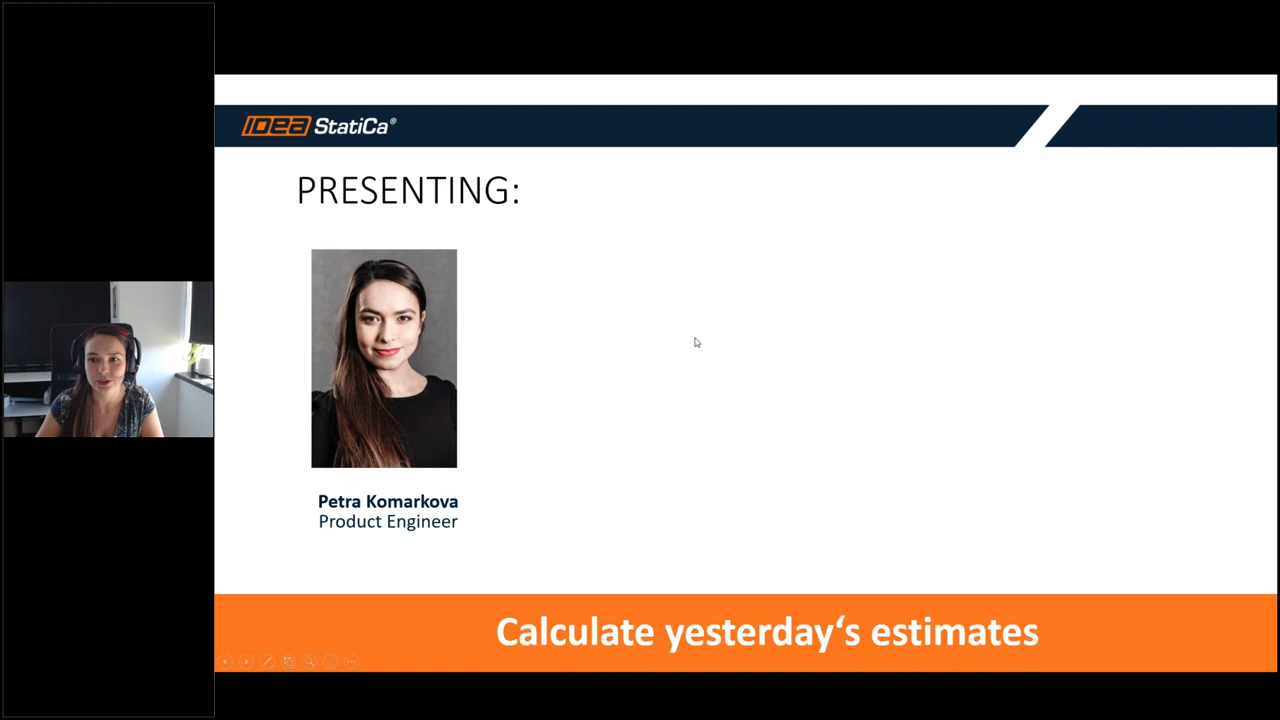 IDEA StatiCa®
PRESENTING:
Petra Komarkova
Product Engineer
Calculate yesterday‘s estimates